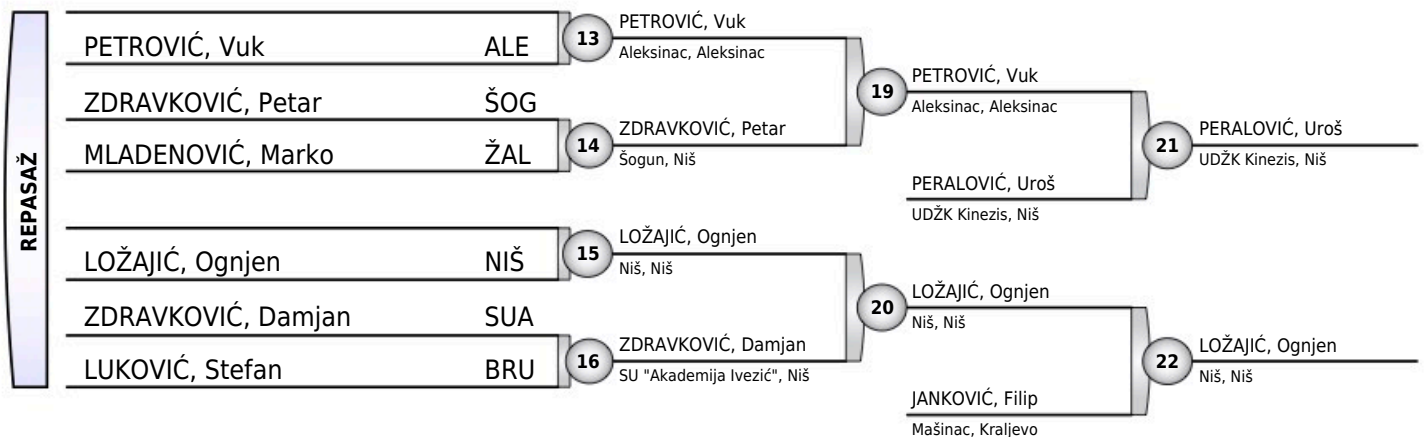 REPASAŽ
PETROVIĆ, Vuk ALE
ZDRAVKOVIĆ, Petar ŠOG
MLADENOVIĆ, Marko ŽAL
LOŽAJIĆ, Ognjen NIŠ
ZDRAVKOVIĆ, Damjan SUA
LUKOVIĆ, Stefan BRU
13
PETROVIĆ, Vuk
Aleksinac, Aleksinac
14
ZDRAVKOVIĆ, Petar
Šogun, Niš
15
LOŽAJIĆ, Ognjen
Niš, Niš
16
ZDRAVKOVIĆ, Damjan
SU "Akademija Ivezić", Niš
19
PETROVIĆ, Vuk
Aleksinac, Aleksinac
PERALOVIĆ, Uroš
UDŽK Kinezis, Niš
20
LOŽAJIĆ, Ognjen
Niš, Niš
JANKOVIĆ, Filip
Mašinac, Kraljevo
21
PERALOVIĆ, Uroš
UDŽK Kinezis, Niš
22
LOŽAJIĆ, Ognjen
Niš, Niš